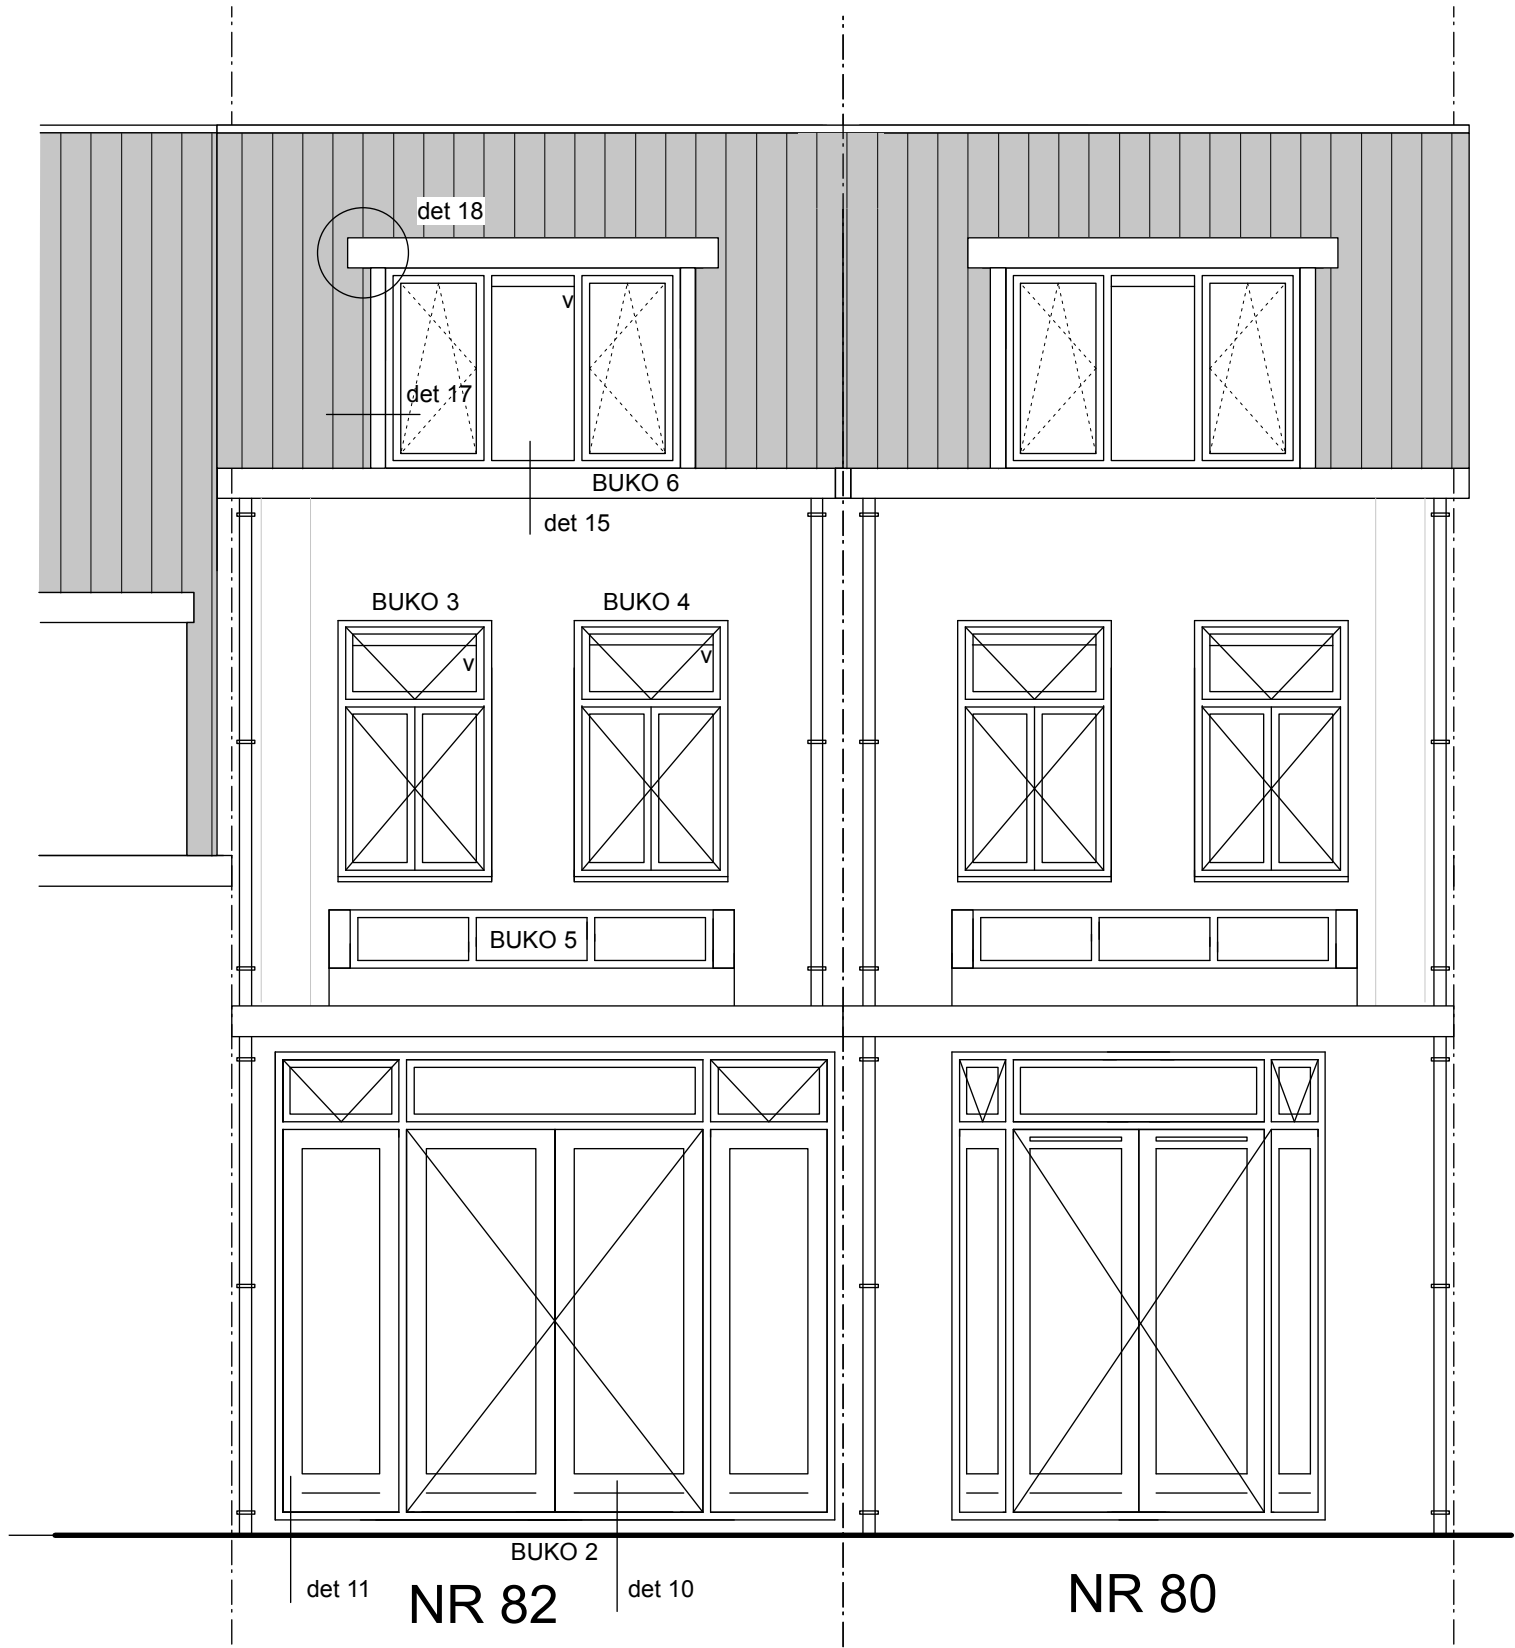 det 18
v
det 17
BUKO 6
det 15
BUKO 3
BUKO 4
v
v
BUKO 5
BUKO 2
det 11
NR 82
det 10
NR 80